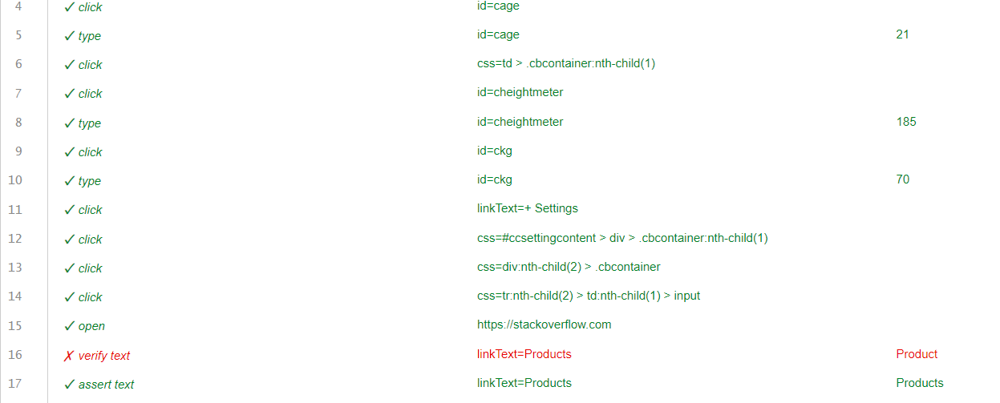 4 ✓ click id=cage
5 ✓ type id=cage 21
6 ✓ click css=td > .cbcontainer:nth-child(1)
7 ✓ click id=cheightmeter
8 ✓ type id=cheightmeter 185
9 ✓ click id=ckg
10 ✓ type id=ckg 70
11 ✓ click linkText=+ Settings
12 ✓ click css=#ccsettingcontent > div > .cbcontainer:nth-child(1)
13 ✓ click css=div:nth-child(2) > .cbcontainer
14 ✓ click css=tr:nth-child(2) > td:nth-child(1) > input
15 ✓ open https://stackoverflow.com
16 ✗ verify text linkText=Products Product
17 ✓ assert text linkText=Products Products